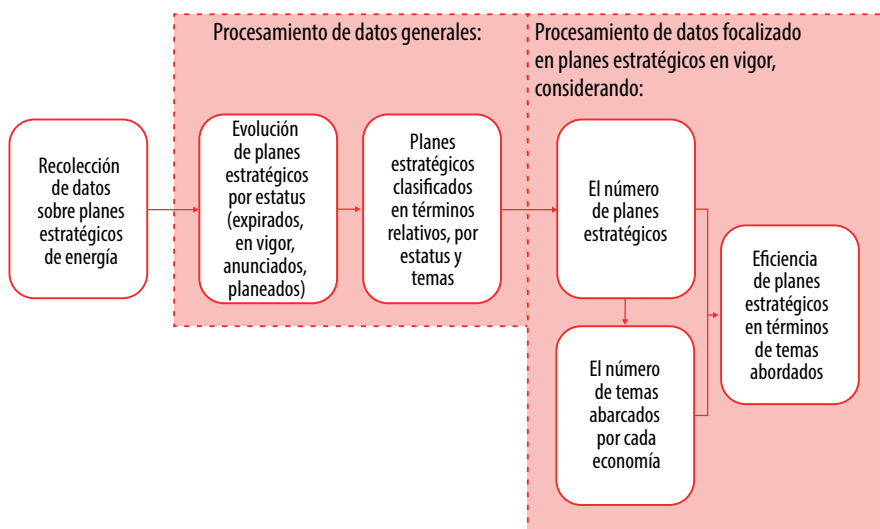 Procesamiento de datos generales:
Procesamiento de datos focalizado
en planes estratégicos en vigor,
considerando:
Recolección
de datos
sobre planes
estratégicos
de energía
Evolución
de planes
estratégicos
por estatus
(expirados,
en vigor,
anunciados,
planeados)
Planes
estratégicos
clasificados
en términos
relativos, por
estatus y
temas
El número
de planes
estratégicos
El número
de temas
abarcados
por cada
economía
Eficiencia
de planes
estratégicos
en términos
de temas
abordados